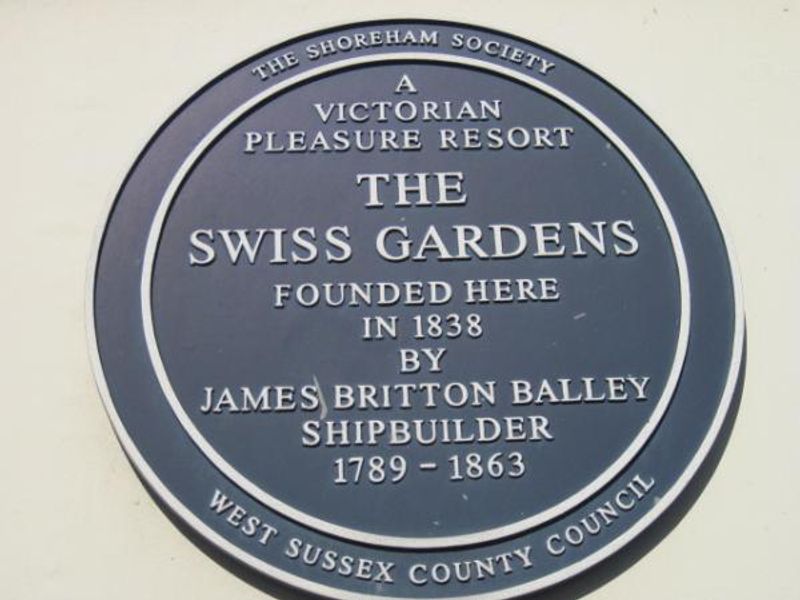 THE SHOREHAM SOCIETY
A
VICTORIAN
PLEASURE RESORT
THE
SWISS GARDENS
FOUNDED HERE
IN 1838
BY
JAMES BRITTON BALLEY
SHIPBUILDER
1789 - 1863
WEST SUSSEX COUNTY COUNCIL